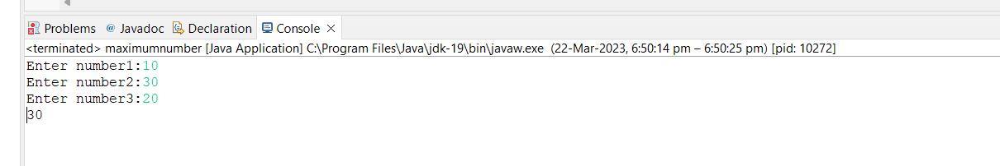 Problems @ Javadoc Declaration Console
<terminated> maximumnumber [Java Application] C:\Program Files\Java\jdk-19\bin\javaw.exe (22-Mar-2023, 6:50:14 pm – 6:50:25 pm) [pid: 10272]
Enter number1:10
Enter number2:30
Enter number3:20
30